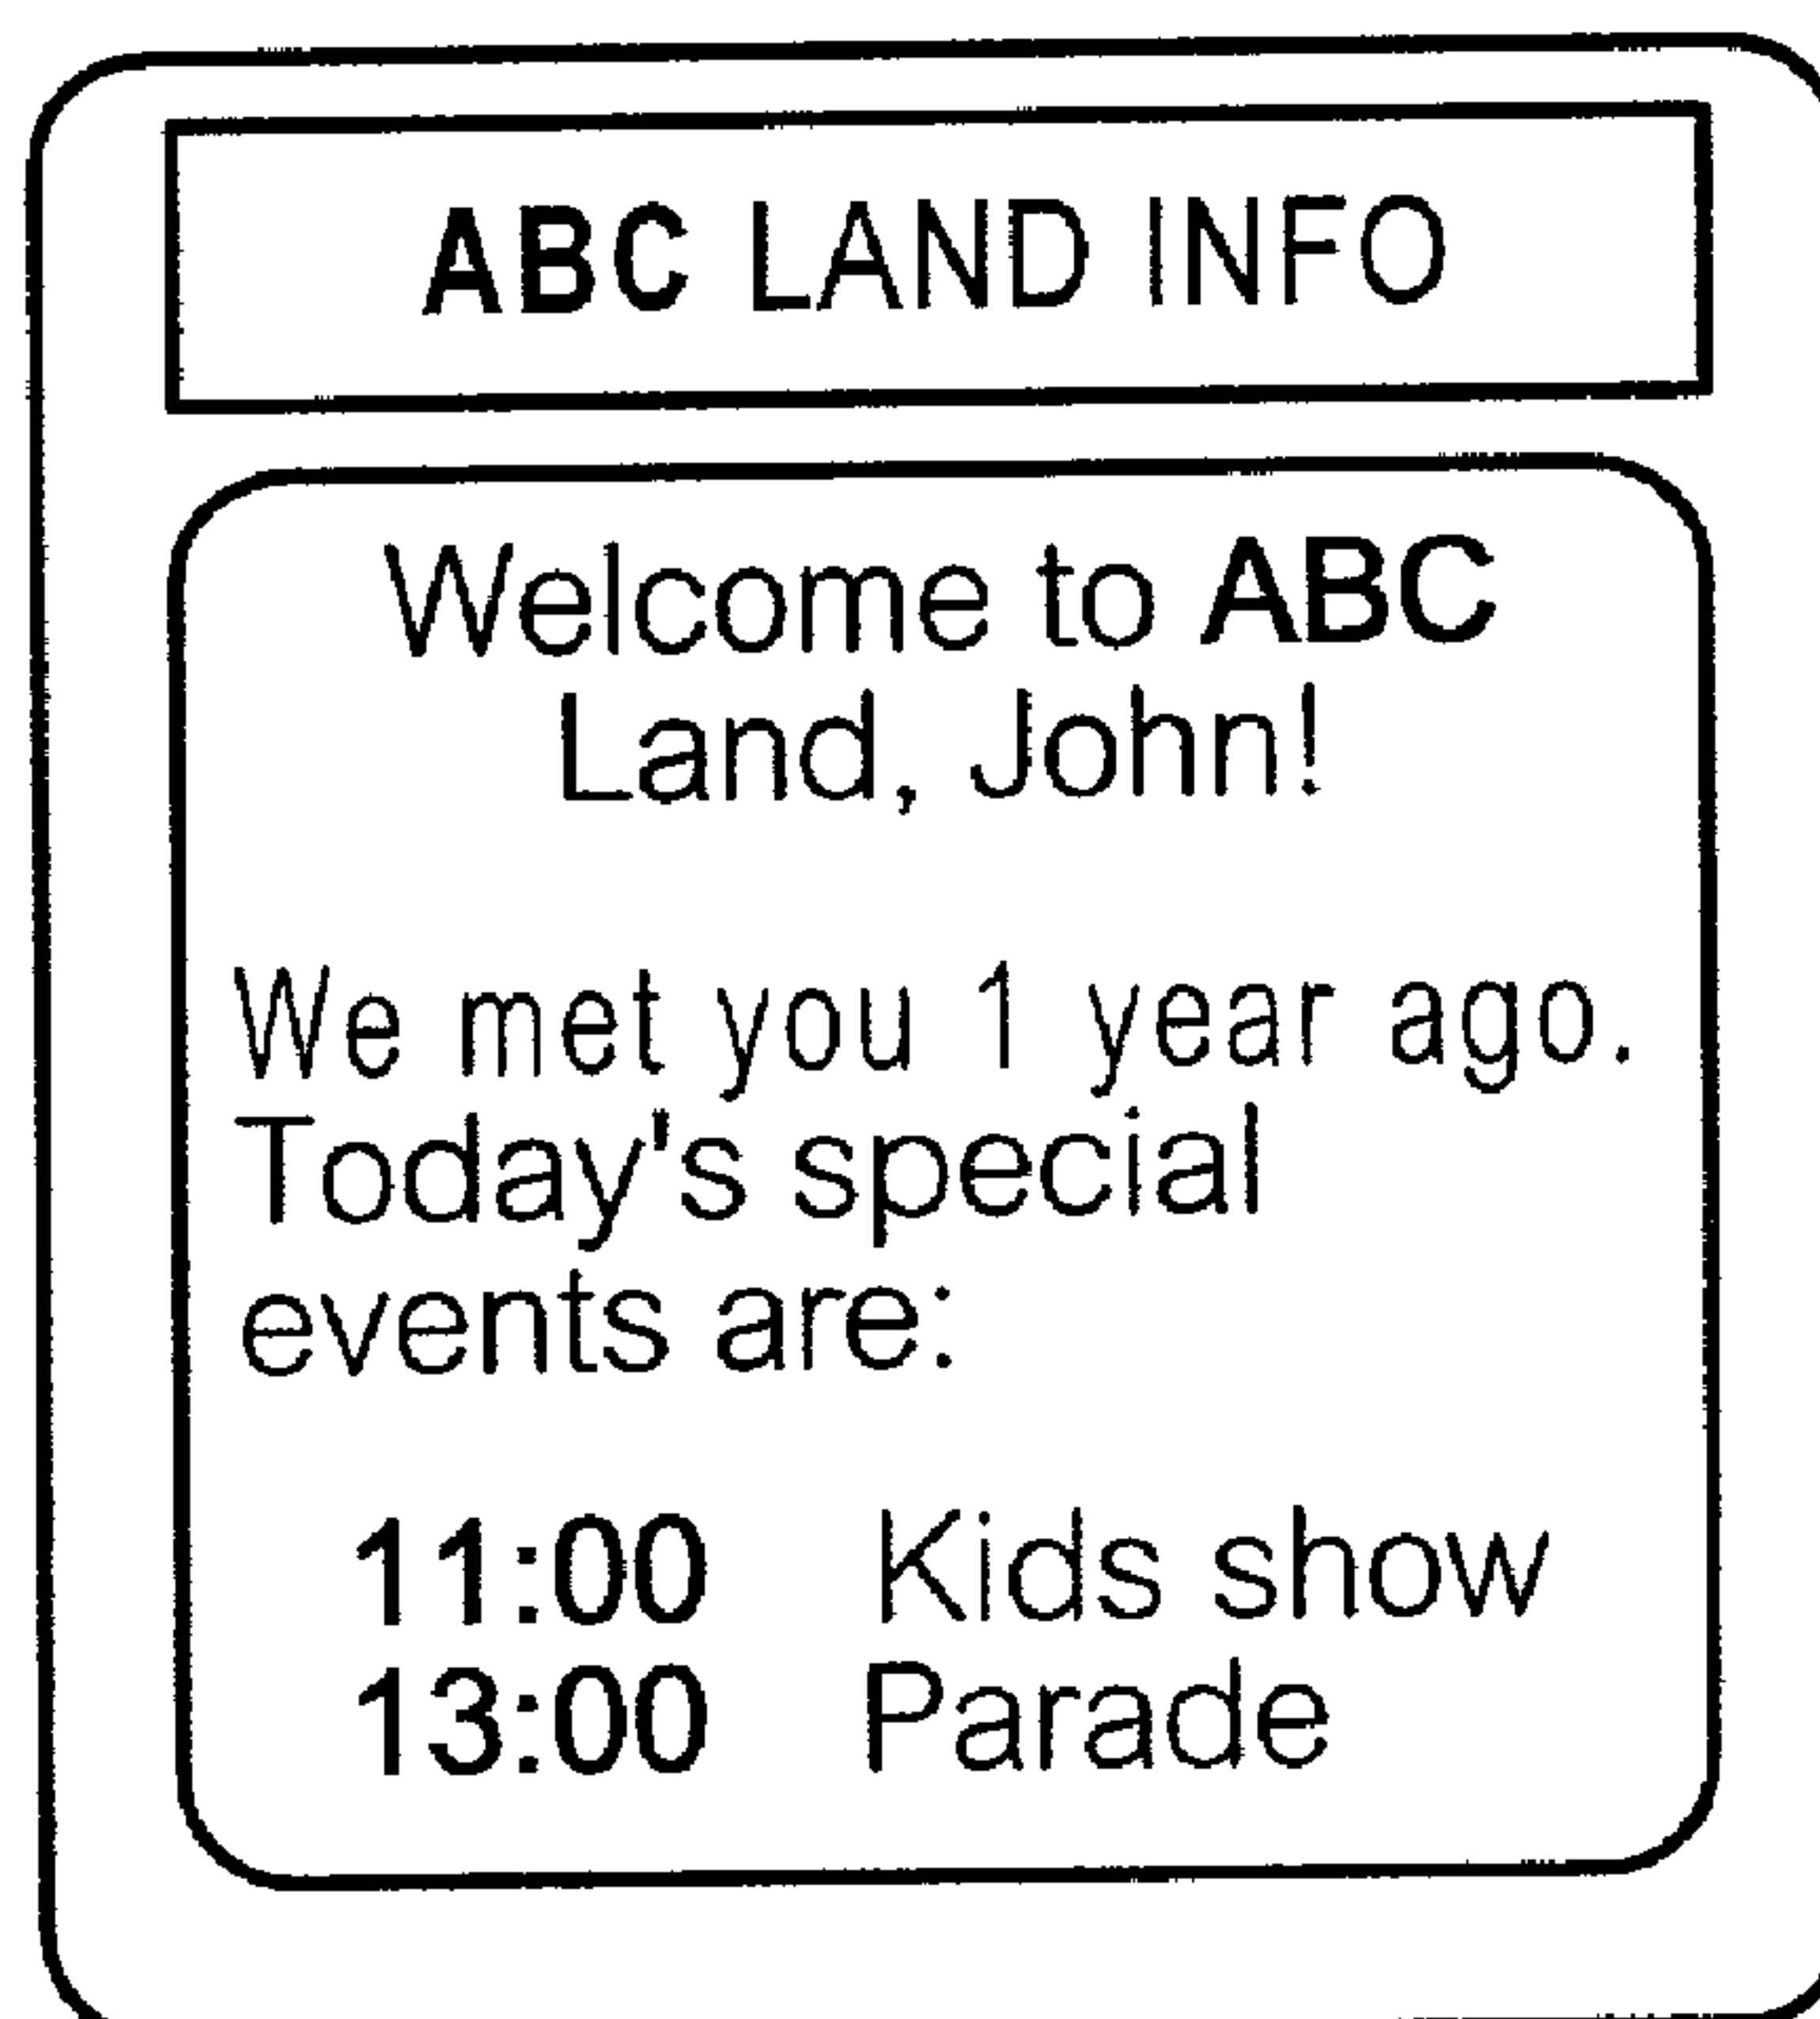 ABC LAND INFO
Welcome to ABC
Land, John!
We met you 1 year ago.
Today's special
events are:
11:00 Kids show
13:00 Parade